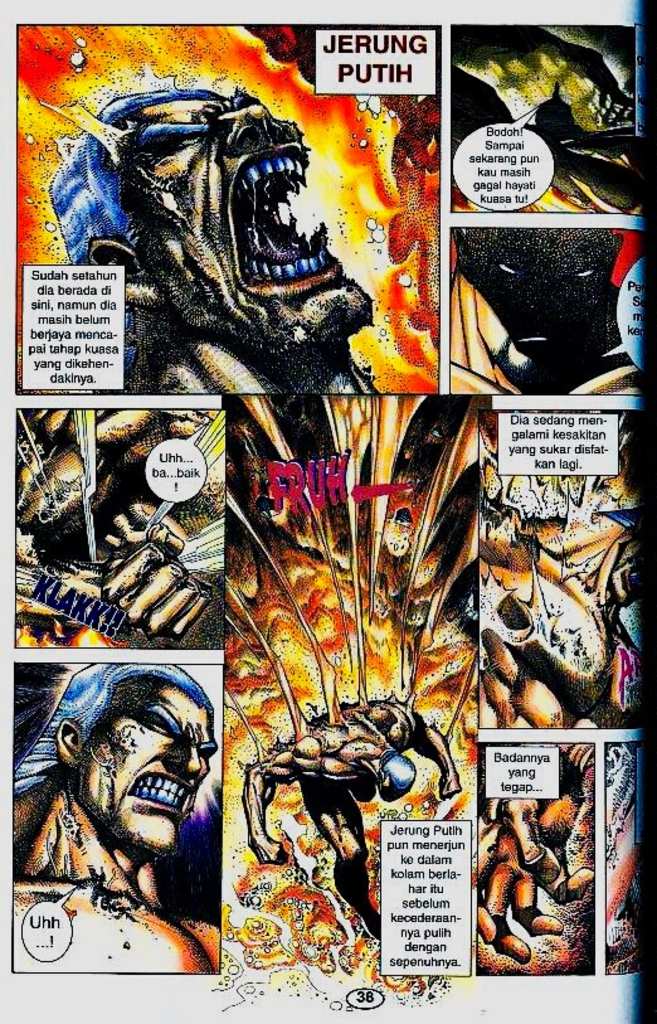 JERUNG
PUTIH
Sudah setahun
dia berada di
sini, namun dia
masih belum
berjaya menca-
pai tahap kuasa
yang dikehen-
dakinya.
Bodoh!
Sampai
sekarang pun
kau masih
gagal hayati
kuasa tu!
Uhh...
ba...baik
!
KLAKK!!
FRUH
Dia sedang men-
galami kesakitan
yang sukar disfat-
kan lagi.
Uhh
...!
Jerung Putih
pun menerjun
ke dalam
kolam berla-
har itu
sebelum
kecederaan-
nya pulih
dengan
sepenuhnya.
Badannya
yang
tegap...
38